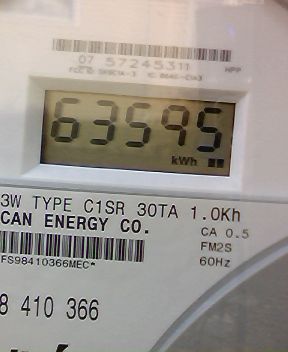 07 57245311
HPP
63595
kWh
3W TYPE C1SR 30TA 1.0Kh
CAN ENERGY CO.
CA 0.5
FM2S
FS98410366MEC*
60Hz
8 410 366